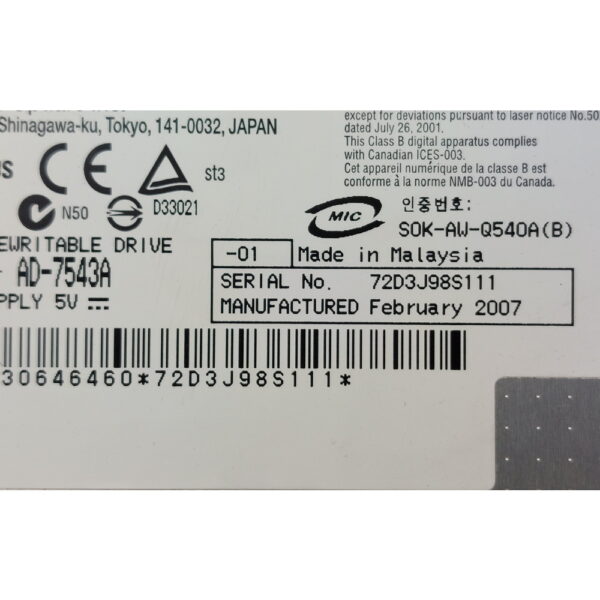 Shinagawa-ku, Tokyo, 141-0032, JAPAN
except for deviations pursuant to laser notice No.50
dated July 26, 2001.
This Class B digital apparatus complies
with Canadian ICES-003.
Cet appareil numérique de la classe B est
conforme à la norme NMB-003 du Canada.
US CE st3
N50 D33021
MIC 인증번호:
SOK-AW-Q540A(B)
EWRITABLE DRIVE
AD-7543A
PPLY 5V
-01 Made in Malaysia
SERIAL No. 72D3J98S111
MANUFACTURED February 2007
30646460*72D3J98S111*